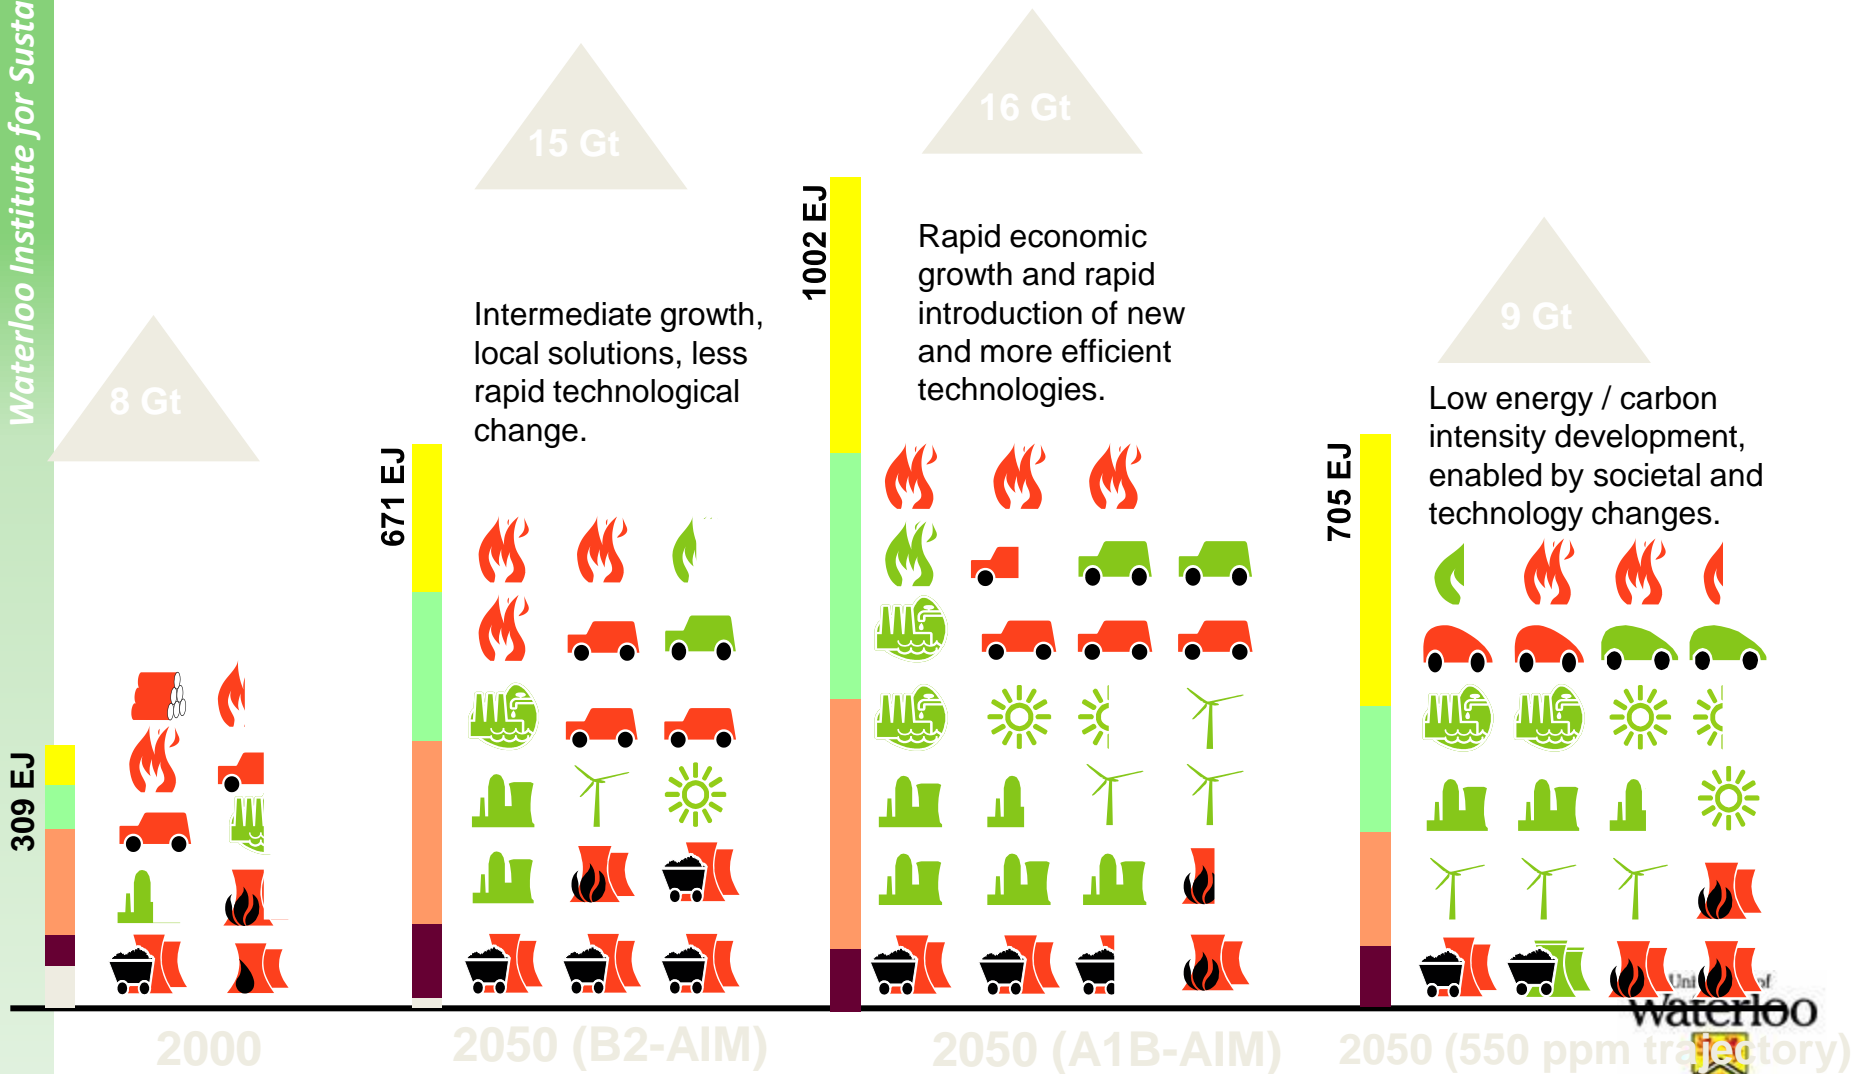 Waterloo Institute for Susta
8 Gt
309 EJ
2000
15 Gt
Intermediate growth,
local solutions, less
rapid technological
change.
671 EJ
2050 (B2-AIM)
16 Gt
1002 EJ
Rapid economic
growth and rapid
introduction of new
and more efficient
technologies.
2050 (A1B-AIM)
9 Gt
Low energy / carbon
intensity development,
enabled by societal and
technology changes.
705 EJ
2050 (550 ppm trajectory)
Uni of
Waterloo